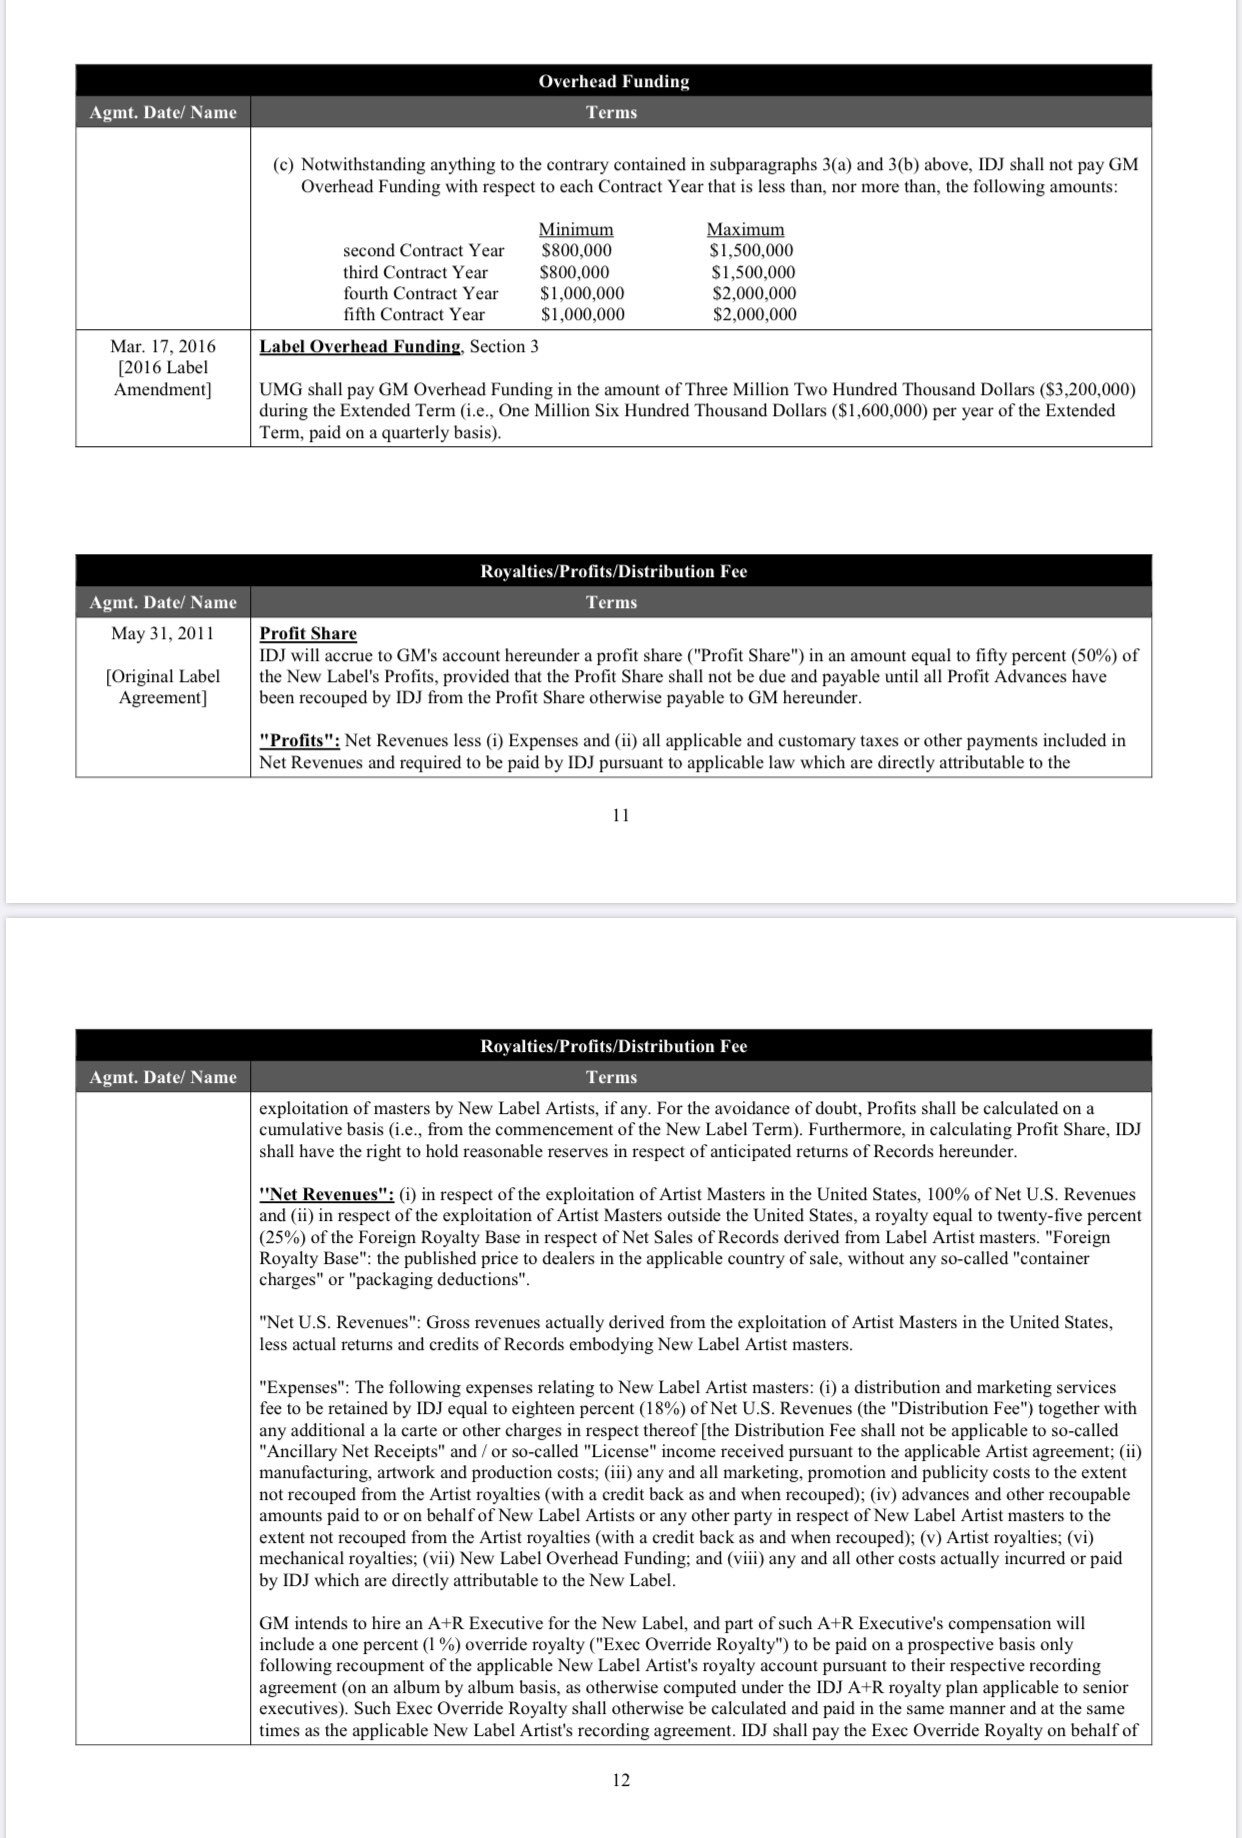 Overhead Funding
Agmt. Date/ Name Terms
(c) Notwithstanding anything to the contrary contained in subparagraphs 3(a) and 3(b) above, IDJ shall not pay GM
Overhead Funding with respect to each Contract Year that is less than, nor more than, the following amounts:
Minimum Maximum
second Contract Year $800,000 $1,500,000
third Contract Year $800,000 $1,500,000
fourth Contract Year $1,000,000 $2,000,000
fifth Contract Year $1,000,000 $2,000,000
Mar. 17, 2016
[2016 Label
Amendment]
Label Overhead Funding, Section 3
UMG shall pay GM Overhead Funding in the amount of Three Million Two Hundred Thousand Dollars ($3,200,000)
during the Extended Term (i.e., One Million Six Hundred Thousand Dollars ($1,600,000) per year of the Extended
Term, paid on a quarterly basis).
Royalties/Profits/Distribution Fee
Agmt. Date/ Name Terms
May 31, 2011
[Original Label
Agreement]
Profit Share
IDJ will accrue to GM's account hereunder a profit share ("Profit Share") in an amount equal to fifty percent (50%) of
the New Label's Profits, provided that the Profit Share shall not be due and payable until all Profit Advances have
been recouped by IDJ from the Profit Share otherwise payable to GM hereunder.
"Profits": Net Revenues less (i) Expenses and (ii) all applicable and customary taxes or other payments included in
Net Revenues and required to be paid by IDJ pursuant to applicable law which are directly attributable to the
11
Royalties/Profits/Distribution Fee
Agmt. Date/ Name Terms
exploitation of masters by New Label Artists, if any. For the avoidance of doubt, Profits shall be calculated on a
cumulative basis (i.e., from the commencement of the New Label Term). Furthermore, in calculating Profit Share, IDJ
shall have the right to hold reasonable reserves in respect of anticipated returns of Records hereunder.
''Net Revenues": (i) in respect of the exploitation of Artist Masters in the United States, 100% of Net U.S. Revenues
and (ii) in respect of the exploitation of Artist Masters outside the United States, a royalty equal to twenty-five percent
(25%) of the Foreign Royalty Base in respect of Net Sales of Records derived from Label Artist masters. "Foreign
Royalty Base": the published price to dealers in the applicable country of sale, without any so-called "container
charges" or "packaging deductions".
"Net U.S. Revenues": Gross revenues actually derived from the exploitation of Artist Masters in the United States,
less actual returns and credits of Records embodying New Label Artist masters.
"Expenses": The following expenses relating to New Label Artist masters: (i) a distribution and marketing services
fee to be retained by IDJ equal to eighteen percent (18%) of Net U.S. Revenues (the "Distribution Fee") together with
any additional a la carte or other charges in respect thereof [the Distribution Fee shall not be applicable to so-called
"Ancillary Net Receipts" and / or so-called "License" income received pursuant to the applicable Artist agreement; (ii)
manufacturing, artwork and production costs; (iii) any and all marketing, promotion and publicity costs to the extent
not recouped from the Artist royalties (with a credit back as and when recouped); (iv) advances and other recoupable
amounts paid to or on behalf of New Label Artists or any other party in respect of New Label Artist masters to the
extent not recouped from the Artist royalties (with a credit back as and when recouped); (v) Artist royalties; (vi)
mechanical royalties; (vii) New Label Overhead Funding; and (viii) any and all other costs actually incurred or paid
by IDJ which are directly attributable to the New Label.
GM intends to hire an A+R Executive for the New Label, and part of such A+R Executive's compensation will
include a one percent (l %) override royalty ("Exec Override Royalty") to be paid on a prospective basis only
following recoupment of the applicable New Label Artist's royalty account pursuant to their respective recording
agreement (on an album by album basis, as otherwise computed under the IDJ A+R royalty plan applicable to senior
executives). Such Exec Override Royalty shall otherwise be calculated and paid in the same manner and at the same
times as the applicable New Label Artist's recording agreement. IDJ shall pay the Exec Override Royalty on behalf of
12